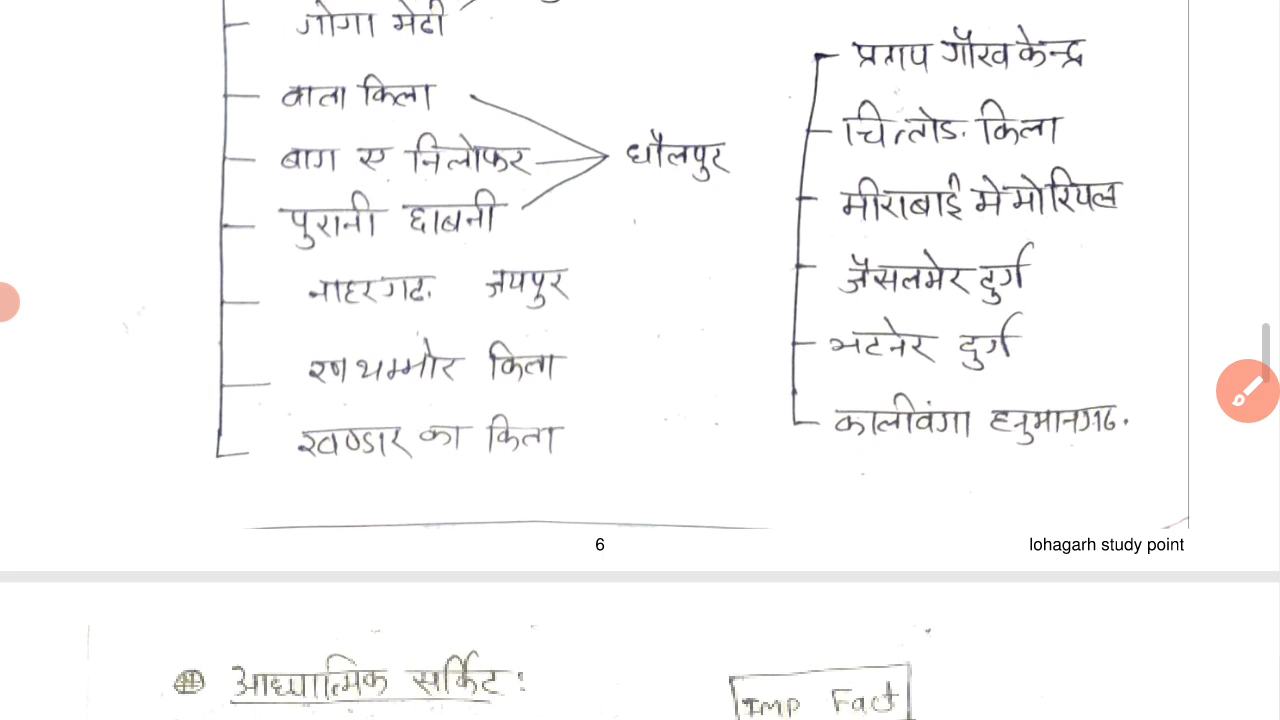 गोगा मेडी
बाला किला
बाग ए निलोफर
पुरानी छाबनी
धौलपुर
नाहरगढ. जयपुर
रणथम्भोर किला
खण्डार का किला
प्रताप गौरव केन्द्र
चित्तोड. किला
मीराबाई मेमोरियल
जैसलमेर दुर्ग
भटनेर दुर्ग
कालीवंगा हनुमानगढ.
6
lohagarh study point
आध्यात्मिक सर्किट :
Imp Fact